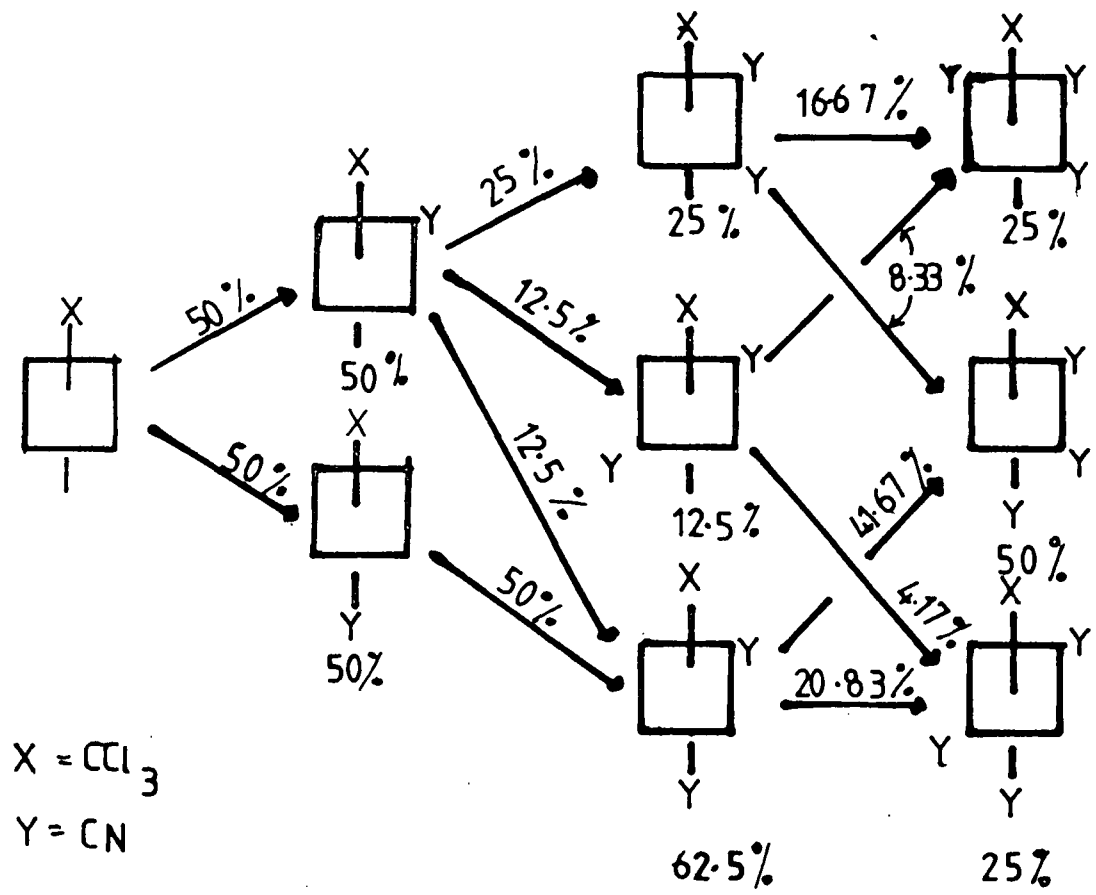 X
50%
50%
X
Y
50%
X
Y
50%
25%
12.5%
12.5%
50%
X
Y
Y
25%
X
Y
Y
12.5%
X
Y
Y
62.5%
16.67%
8.33%
41.67%
4.17%
20.83%
X
Y
Y
Y
25%
X
Y
Y
Y
50%
X
Y
Y
Y
25%
X = CCl3
Y = CN